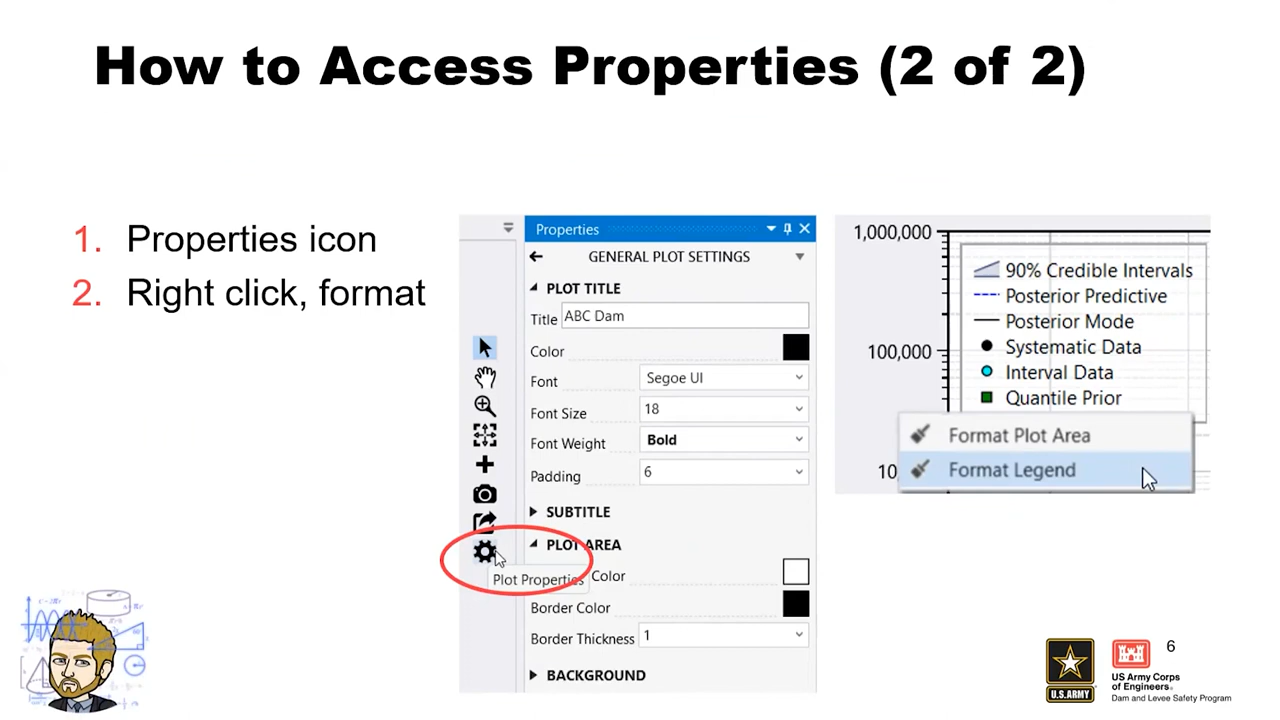 How to Access Properties (2 of 2)
1. Properties icon
2. Right click, format
Properties
GENERAL PLOT SETTINGS
PLOT TITLE
Title ABC Dam
Color
Font Segoe UI
Font Size 18
Font Weight Bold
Padding 6
SUBTITLE
PLOT AREA
Plot Properties Color
Border Color
Border Thickness 1
BACKGROUND
1,000,000
90% Credible Intervals
Posterior Predictive
Posterior Mode
100,000
Systematic Data
Interval Data
Quantile Prior
Format Plot Area
10,
Format Legend
U.S.ARMY
US Army Corps
of Engineers®
Dam and Levee Safety Program
6